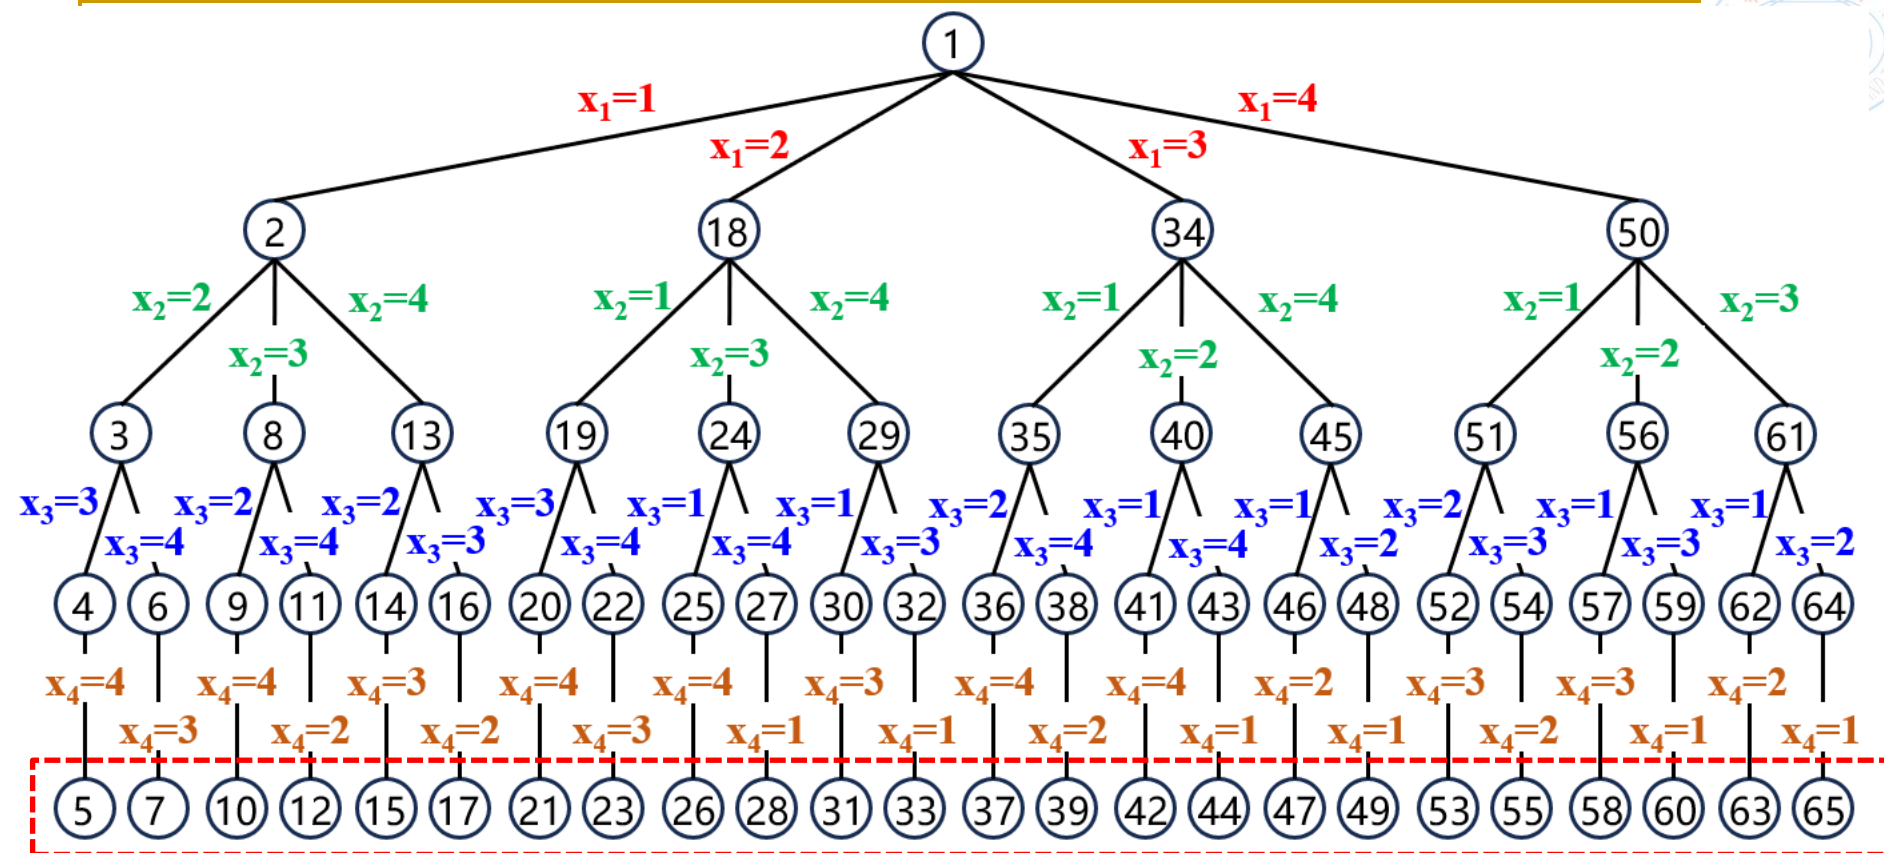 1
x₁=1 x₁=4
x₁=2 x₁=3
2 18 34 50
x₂=2 x₂=4 x₂=1 x₂=4 x₂=1 x₂=4 x₂=1 x₂=3
x₂=3 x₂=3 x₂=2 x₂=2
3 8 13 19 24 29 35 40 45 51 56 61
x₃=3 x₃=2 x₃=2 x₃=3 x₃=1 x₃=1 x₃=2 x₃=1 x₃=1 x₃=2 x₃=1 x₃=1
x₃=4 x₃=4 x₃=3 x₃=4 x₃=4 x₃=3 x₃=4 x₃=4 x₃=2 x₃=3 x₃=3 x₃=2
4 6 9 11 14 16 20 22 25 27 30 32 36 38 41 43 46 48 52 54 57 59 62 64
x₄=4 x₄=4 x₄=3 x₄=4 x₄=4 x₄=3 x₄=4 x₄=4 x₄=2 x₄=3 x₄=3 x₄=2
x₄=3 x₄=2 x₄=2 x₄=3 x₄=1 x₄=1 x₄=2 x₄=1 x₄=1 x₄=2 x₄=1 x₄=1
5 7 10 12 15 17 21 23 26 28 31 33 37 39 42 44 47 49 53 55 58 60 63 65